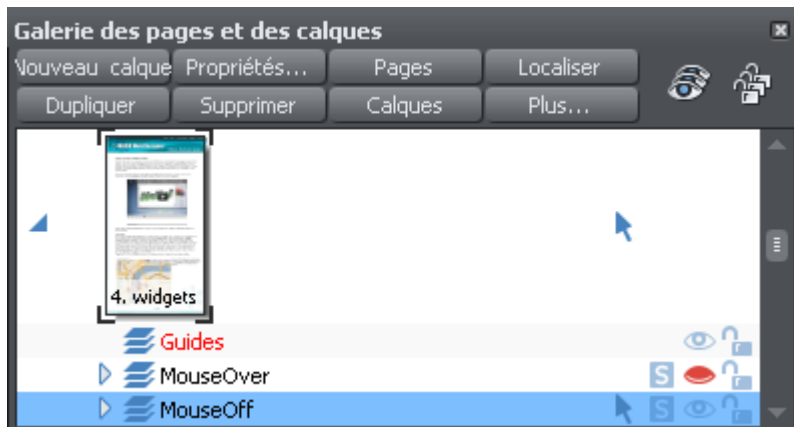 Galerie des pages et des calques
Nouveau calque Propriétés... Pages Localiser
Dupliquer Supprimer Calques Plus...
4. widgets
Guides
MouseOver
S
MouseOff
S